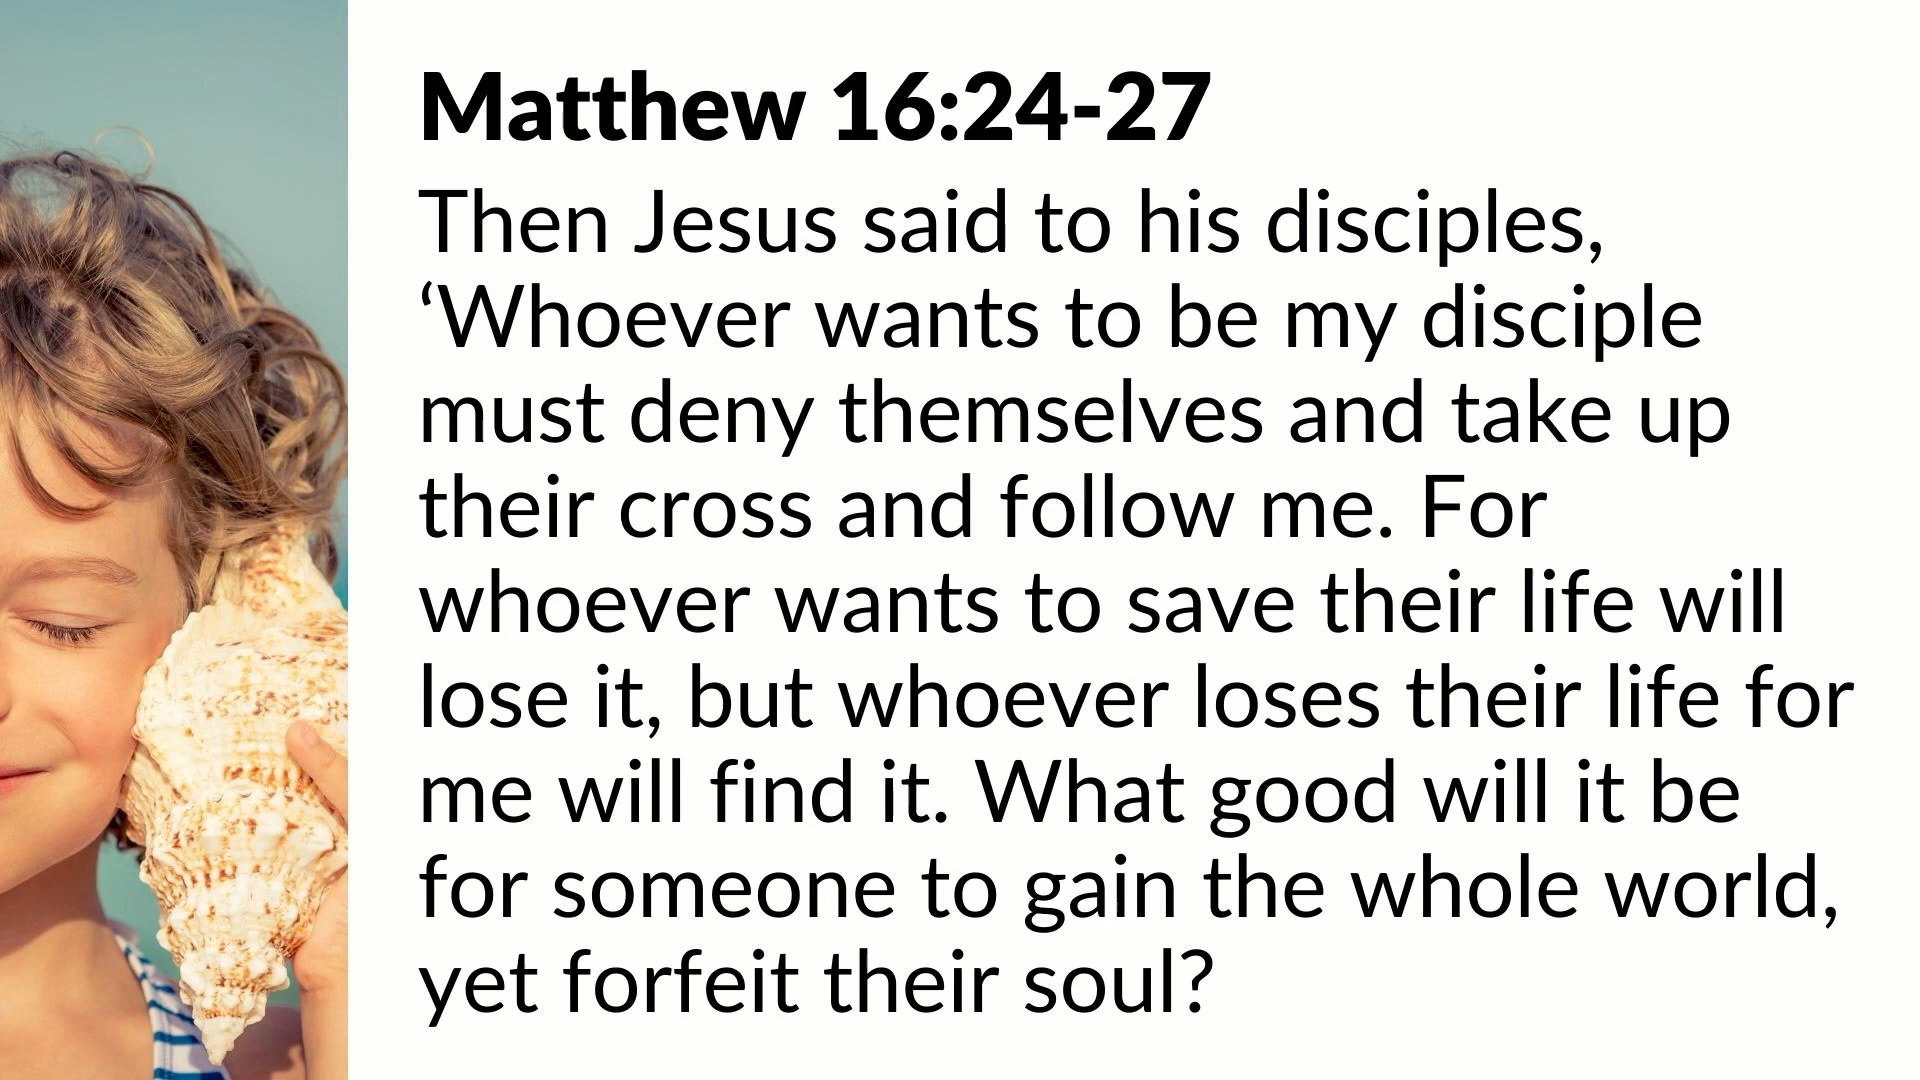 Matthew 16:24-27
Then Jesus said to his disciples,
‘Whoever wants to be my disciple
must deny themselves and take up
their cross and follow me. For
whoever wants to save their life will
lose it, but whoever loses their life for
me will find it. What good will it be
for someone to gain the whole world,
yet forfeit their soul?